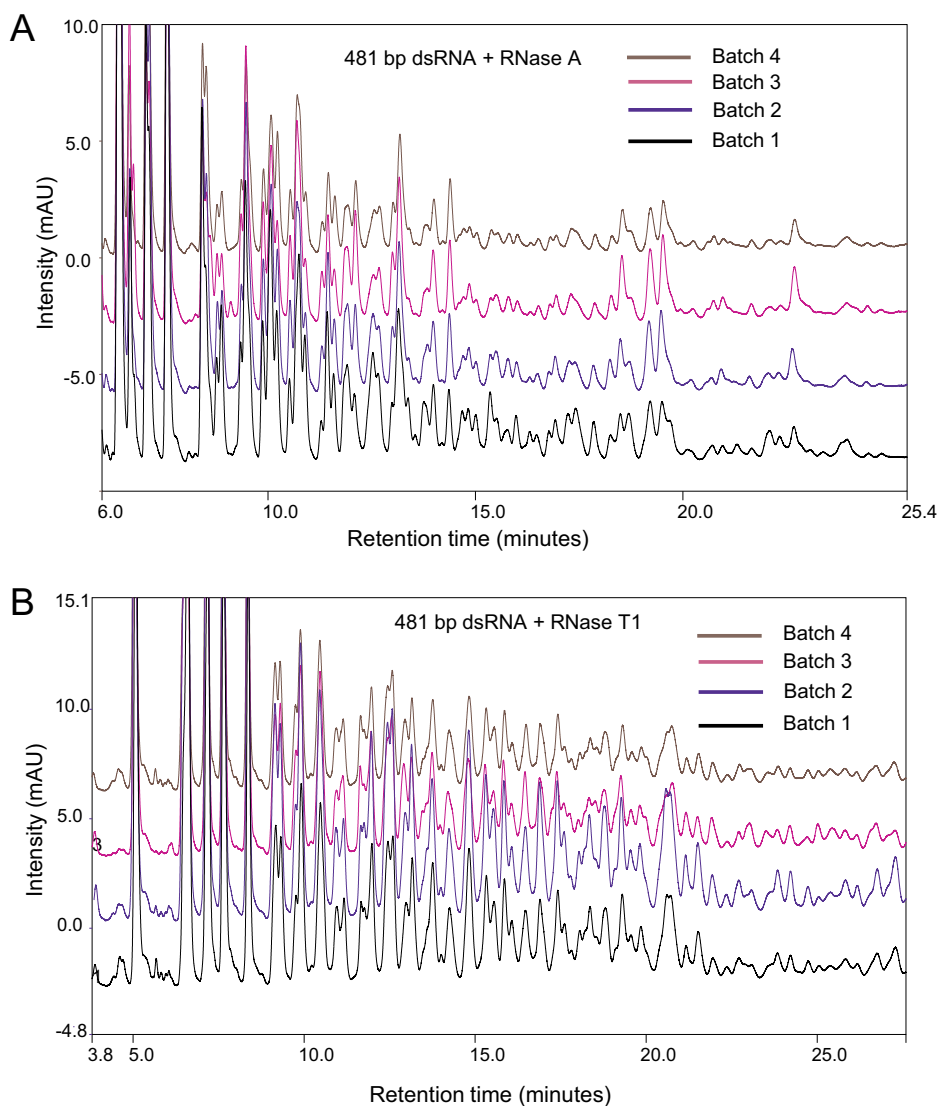 A
10.0
481 bp dsRNA + RNase A
Batch 4
Batch 3
Batch 2
Batch 1
5.0
0.0
-5.0
Intensity (mAU)
6.0
10.0
15.0
20.0
25.4
Retention time (minutes)
B
15.1
481 bp dsRNA + RNase T1
Batch 4
Batch 3
Batch 2
Batch 1
10.0
5.0
3
0.0
1
-4.8
Intensity (mAU)
3.8
5.0
10.0
15.0
20.0
25.0
Retention time (minutes)